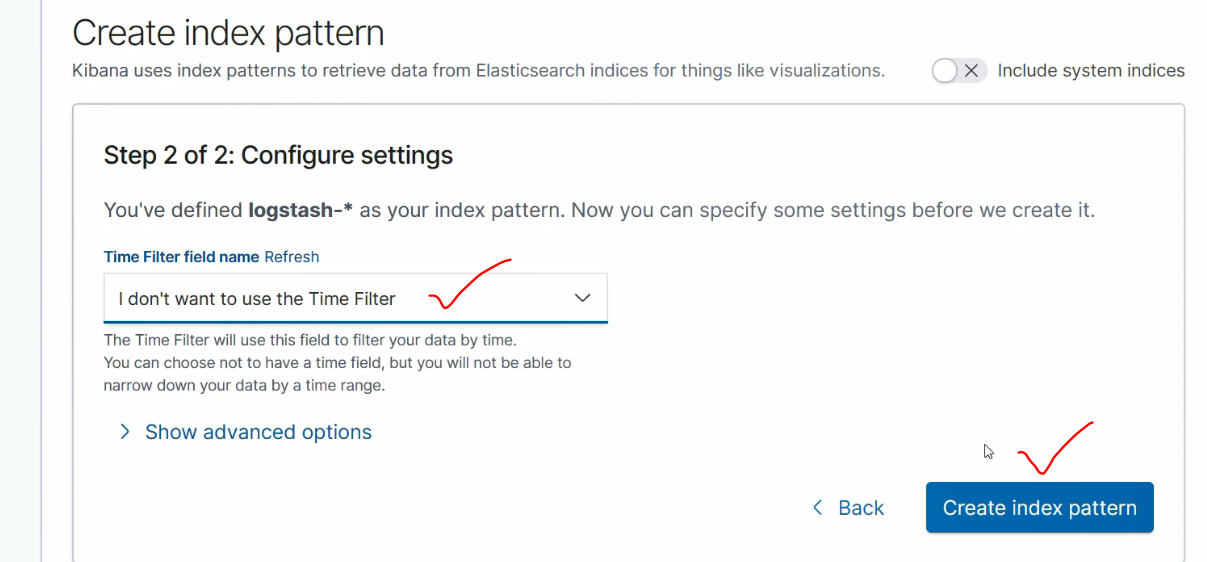 Create index pattern
Kibana uses index patterns to retrieve data from Elasticsearch indices for things like visualizations.
Include system indices
Step 2 of 2: Configure settings
You've defined logstash-* as your index pattern. Now you can specify some settings before we create it.
Time Filter field name Refresh
I don't want to use the Time Filter
The Time Filter will use this field to filter your data by time.
You can choose not to have a time field, but you will not be able to
narrow down your data by a time range.
Show advanced options
Back
Create index pattern